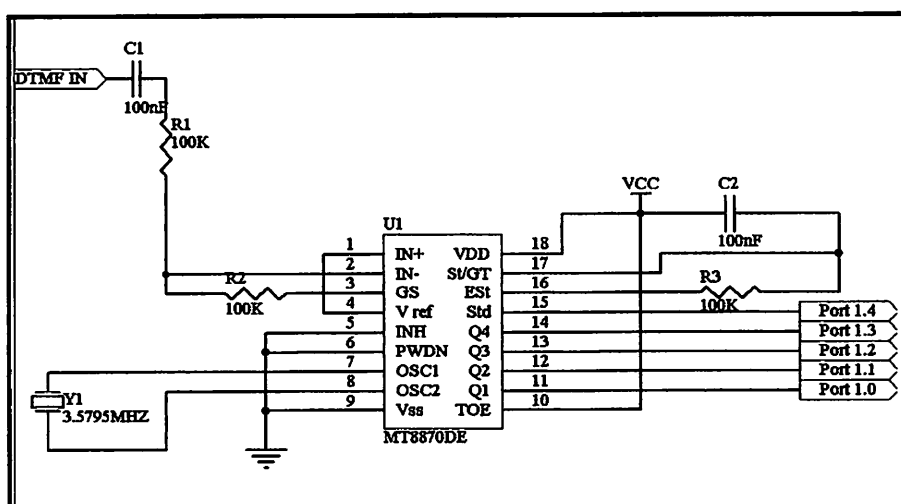 C1
DTMF IN
100nF
R1
100K
VCC
C2
100nF
U1
1 IN+ VDD 18
2 IN- St/GT 17
3 GS ESt 16
4 V ref Std 15
5 INH Q4 14
6 PWDN Q3 13
7 OSC1 Q2 12
8 OSC2 Q1 11
9 Vss TOE 10
MT8870DE
R2
100K
R3
100K
Port 1.4
Port 1.3
Port 1.2
Port 1.1
Port 1.0
Y1
3.5795MHZ